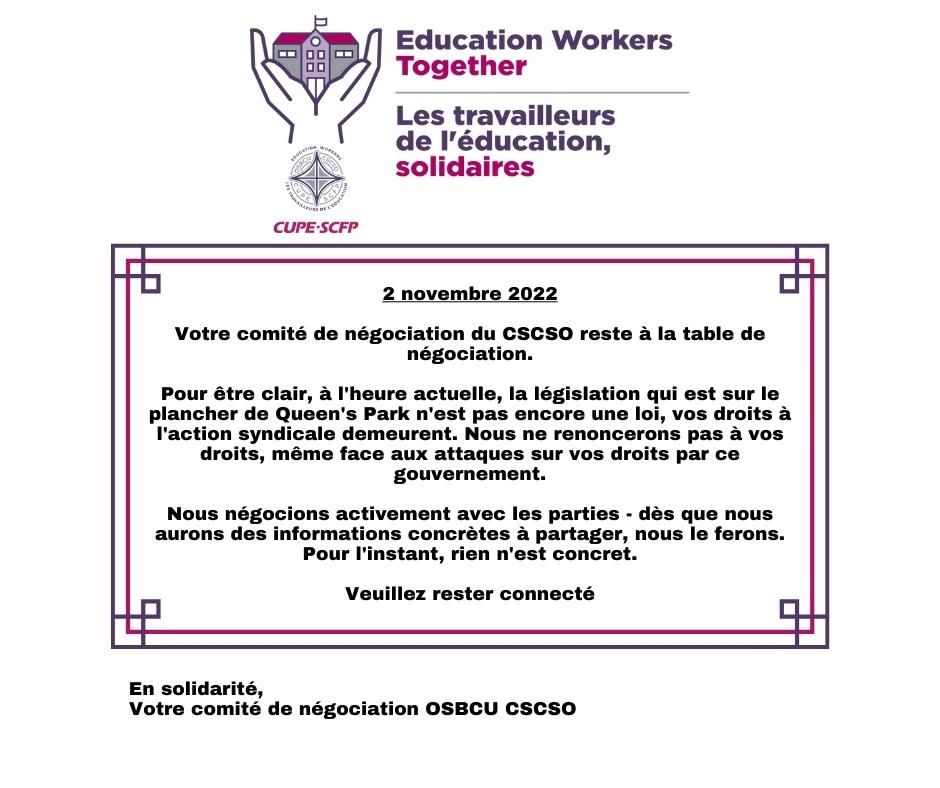 Education Workers
Together
Les travailleurs
de l'éducation,
solidaires
EDUCATION WORKERS
OSBCU CSCSO
CUPE SCFP
LES TRAVAILLEURS DE L'ÉDUCATION
CUPE·SCFP
2 novembre 2022
Votre comité de négociation du CSCSO reste à la table de
négociation.
Pour être clair, à l'heure actuelle, la législation qui est sur le
plancher de Queen's Park n'est pas encore une loi, vos droits à
l'action syndicale demeurent. Nous ne renoncerons pas à vos
droits, même face aux attaques sur vos droits par ce
gouvernement.
Nous négocions activement avec les parties - dès que nous
aurons des informations concrètes à partager, nous le ferons.
Pour l'instant, rien n'est concret.
Veuillez rester connecté
En solidarité,
Votre comité de négociation OSBCU CSCSO